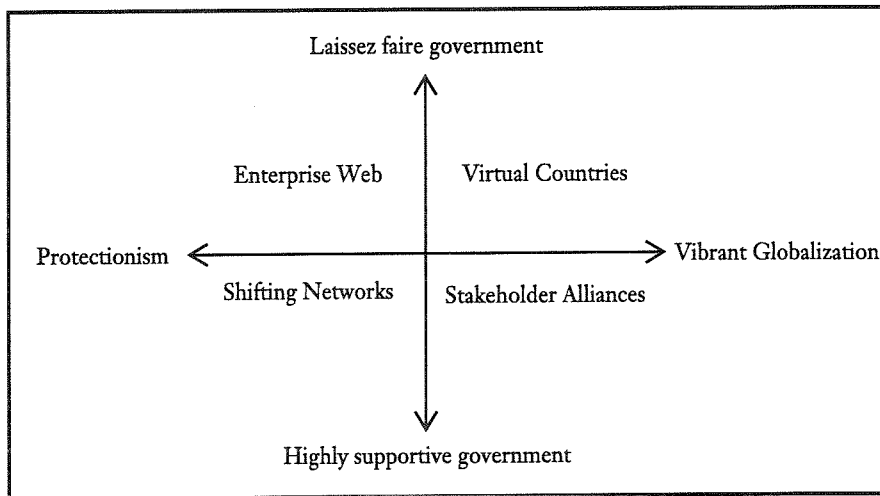 Laissez faire government
Enterprise Web
Virtual Countries
Protectionism
Vibrant Globalization
Shifting Networks
Stakeholder Alliances
Highly supportive government